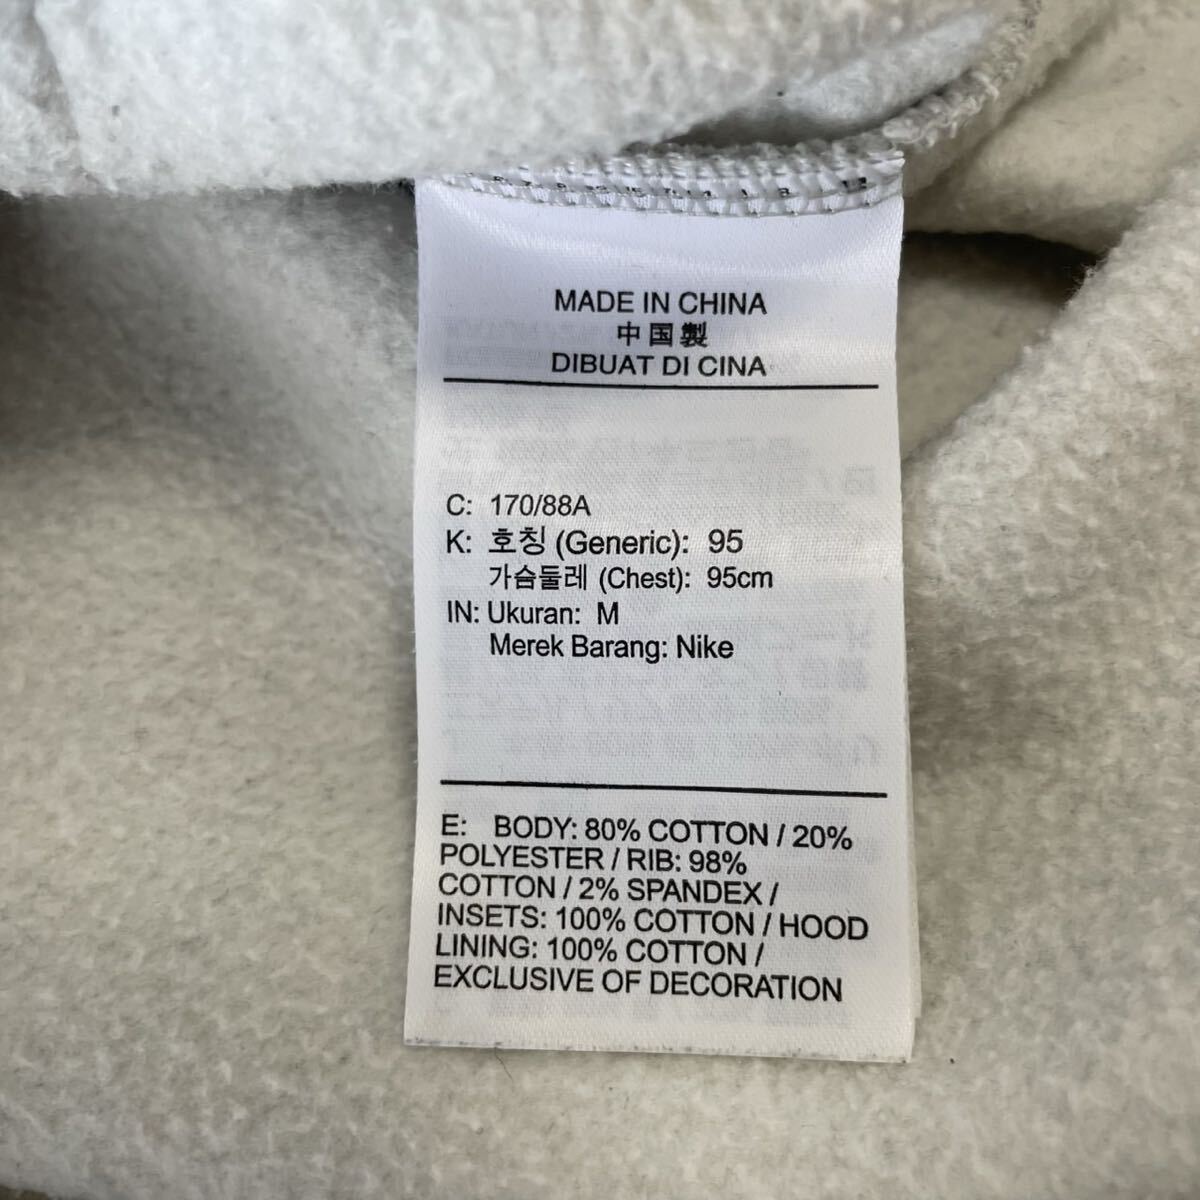 MADE IN CHINA
中国製
DIBUAT DI CINA
C: 170/88A
K: 호칭 (Generic): 95
가슴둘레 (Chest): 95cm
IN: Ukuran: M
Merek Barang: Nike
E: BODY: 80% COTTON / 20%
POLYESTER / RIB: 98%
COTTON / 2% SPANDEX /
INSETS: 100% COTTON / HOOD
LINING: 100% COTTON /
EXCLUSIVE OF DECORATION